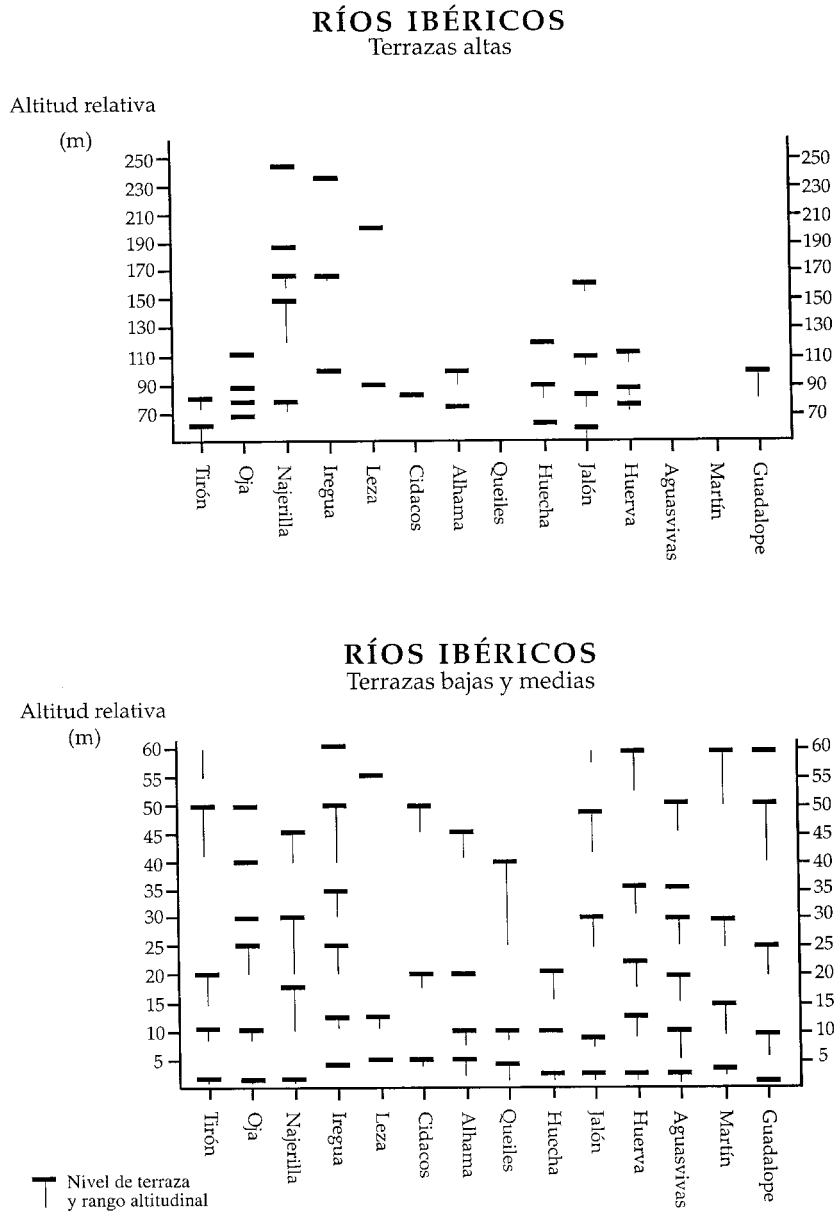 RÍOS IBÉRICOS
Terrazas altas
Altitud relativa
(m)
250 250
230 230
210 210
190 190
170 170
150 150
130 130
110 110
90 90
70 70
Tirón Oja Najerilla Iregua Leza Cidacos Alhama Queiles Huecha Jalón Huerva Aguasvivas Martín Guadalope
RÍOS IBÉRICOS
Terrazas bajas y medias
Altitud relativa
(m)
60 60
55 55
50 50
45 45
40 40
35 35
30 30
25 25
20 20
15 15
10 10
5 5
Tirón Oja Najerilla Iregua Leza Cidacos Alhama Queiles Huecha Jalón Huerva Aguasvivas Martín Guadalope
Nivel de terraza
y rango altitudinal